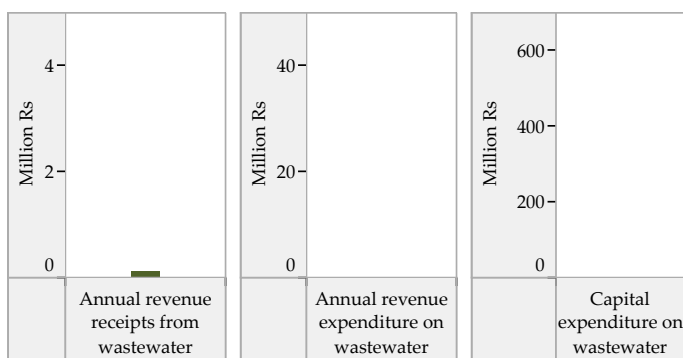 Million Rs
4
2
0
Annual revenue
receipts from
wastewater
Million Rs
40
20
0
Annual revenue
expenditure on
wastewater
Million Rs
600
400
200
0
Capital
expenditure on
wastewater